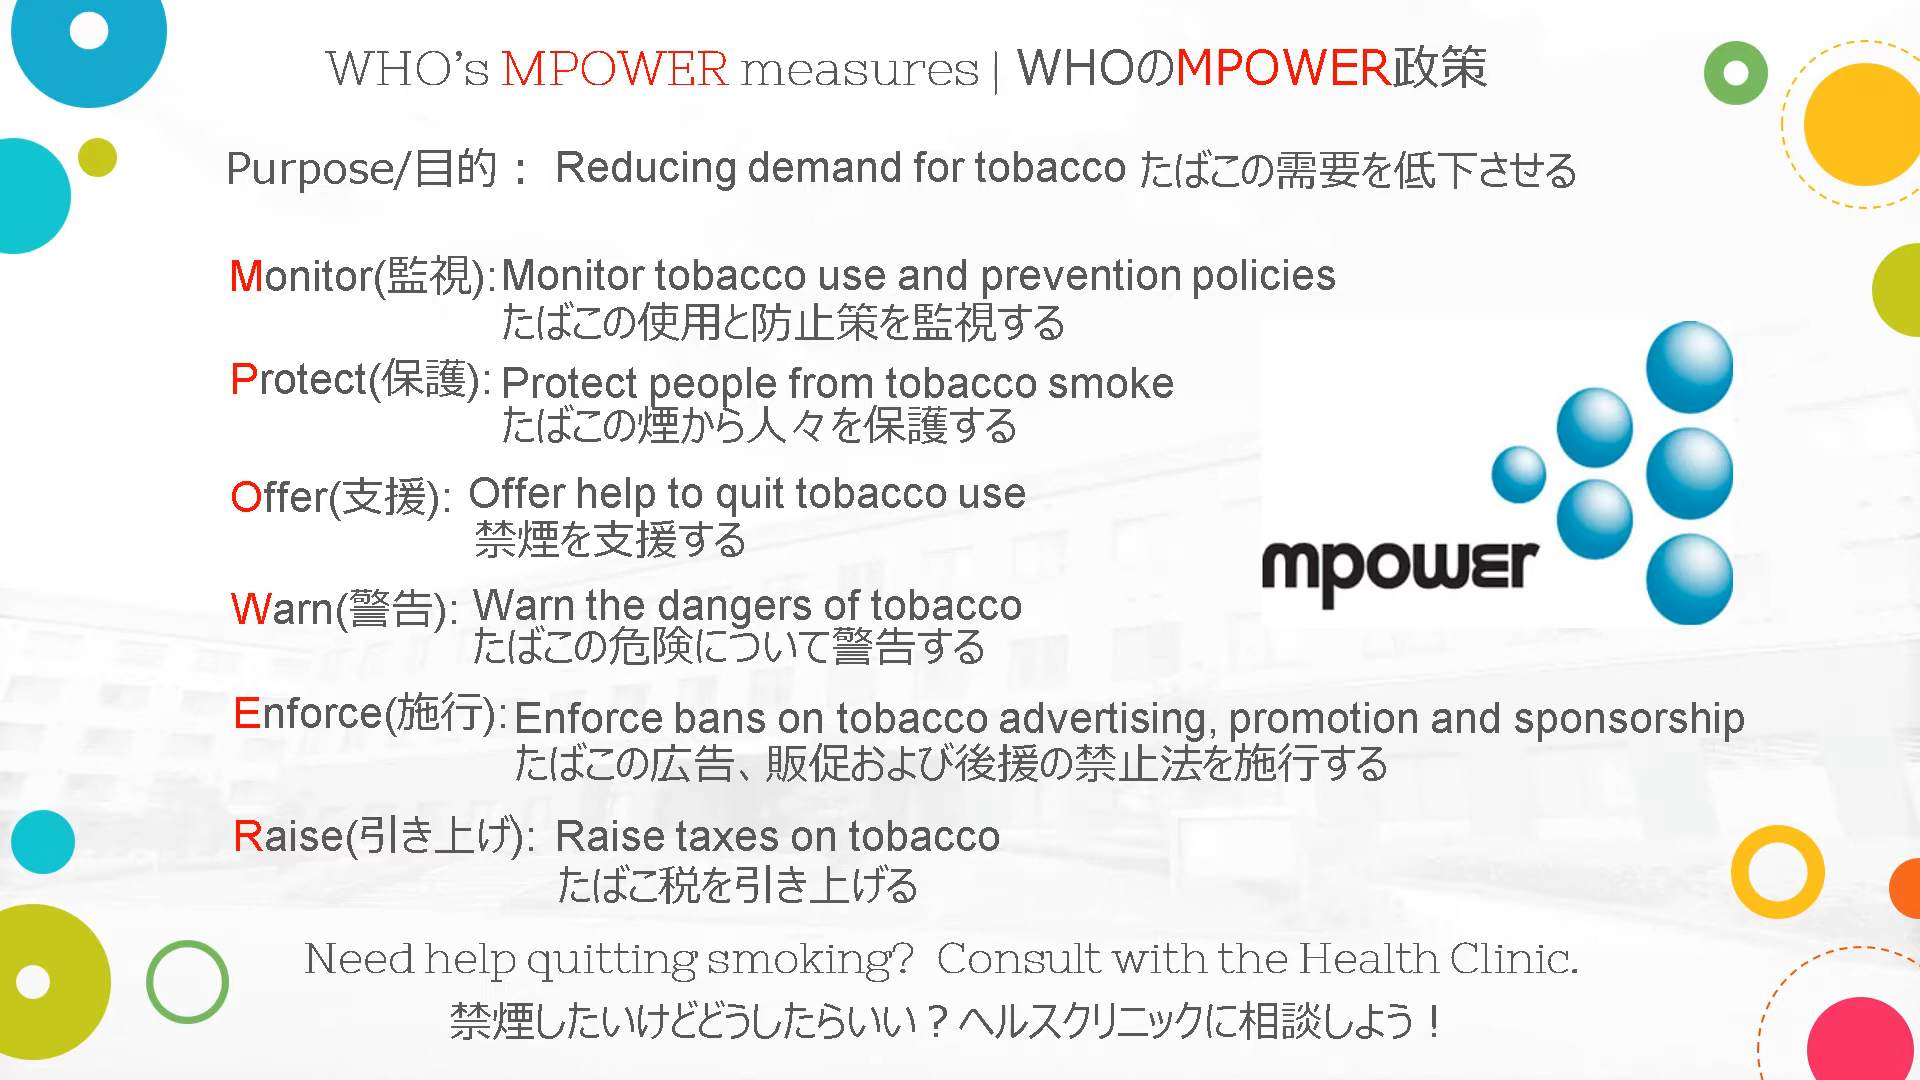 WHO's MPOWER measures | WHOのMPOWER政策
Purpose/目的： Reducing demand for tobacco たばこの需要を低下させる
Monitor(監視): Monitor tobacco use and prevention policies
たばこの使用と防止策を監視する
Protect(保護): Protect people from tobacco smoke
たばこの煙から人々を保護する
Offer(支援): Offer help to quit tobacco use
禁煙を支援する
mpower
Warn(警告): Warn the dangers of tobacco
たばこの危険について警告する
Enforce(施行): Enforce bans on tobacco advertising, promotion and sponsorship
たばこの広告、販促および後援の禁止法を施行する
Raise(引き上げ): Raise taxes on tobacco
たばこ税を引き上げる
Need help quitting smoking? Consult with the Health Clinic.
禁煙したいけどどうしたらいい？ヘルスクリニックに相談しよう！